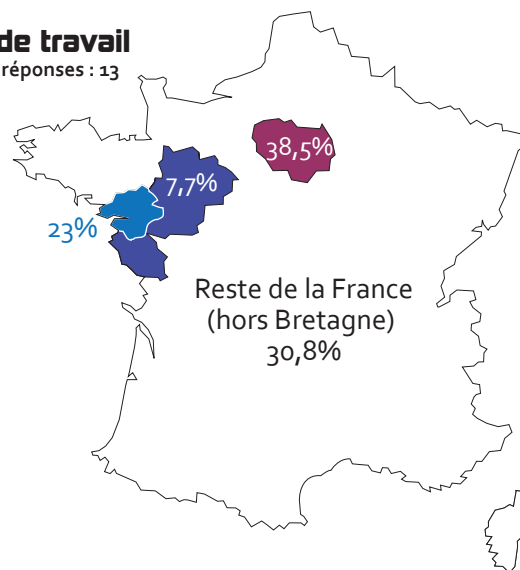 de travail
réponses : 13
38,5%
7,7%
23%
Reste de la France
(hors Bretagne)
30,8%